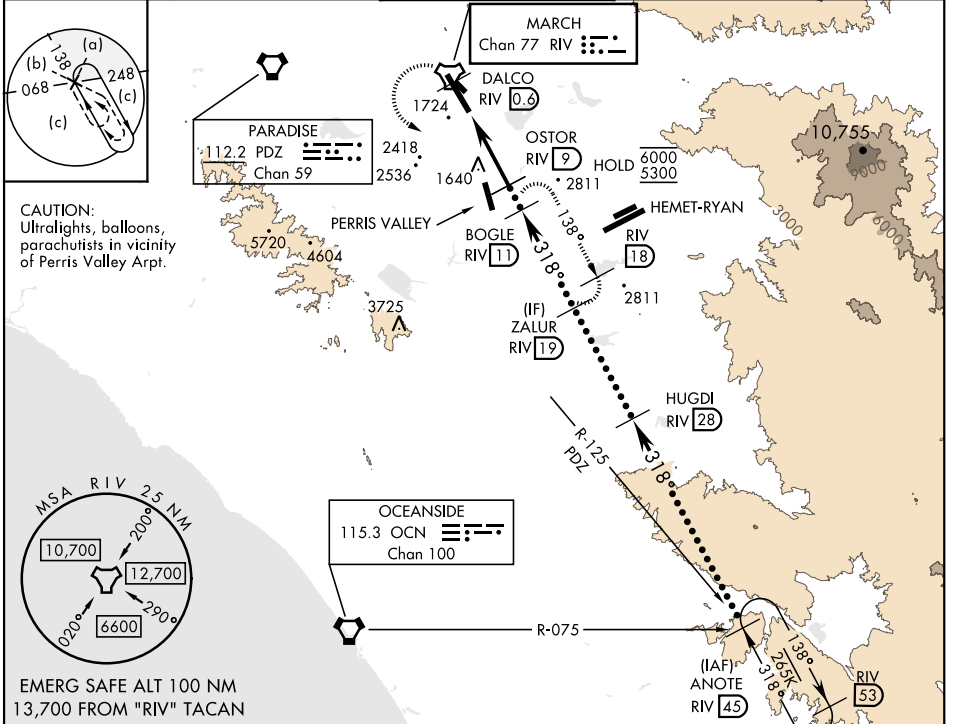 138
(a)
(b)
068
248
(c)
(c)
MARCH
Chan 77 RIV
DALCO
RIV 0.6
1724
PARADISE
112.2 PDZ
Chan 59
2418
2536
1640
OSTOR
RIV 9
HOLD 6000
5300
2811
10,755
9000
HEMET-RYAN
3000
6000
PERRIS VALLEY
CAUTION:
Ultralights, balloons,
parachutists in vicinity
of Perris Valley Arpt.
BOGLE
RIV 11
138°
RIV
18
318°
5720
4604
2811
3725
(IF)
ZALUR
RIV 19
HUGDI
RIV 28
R-125
PDZ
318°
MSA RIV 25 NM
200°
10,700
12,700
020°
290°
6600
OCEANSIDE
115.3 OCN
Chan 100
R-075
138°
265K
318°
(IAF)
ANOTE
RIV 45
RIV
53
EMERG SAFE ALT 100 NM
13,700 FROM "RIV" TACAN